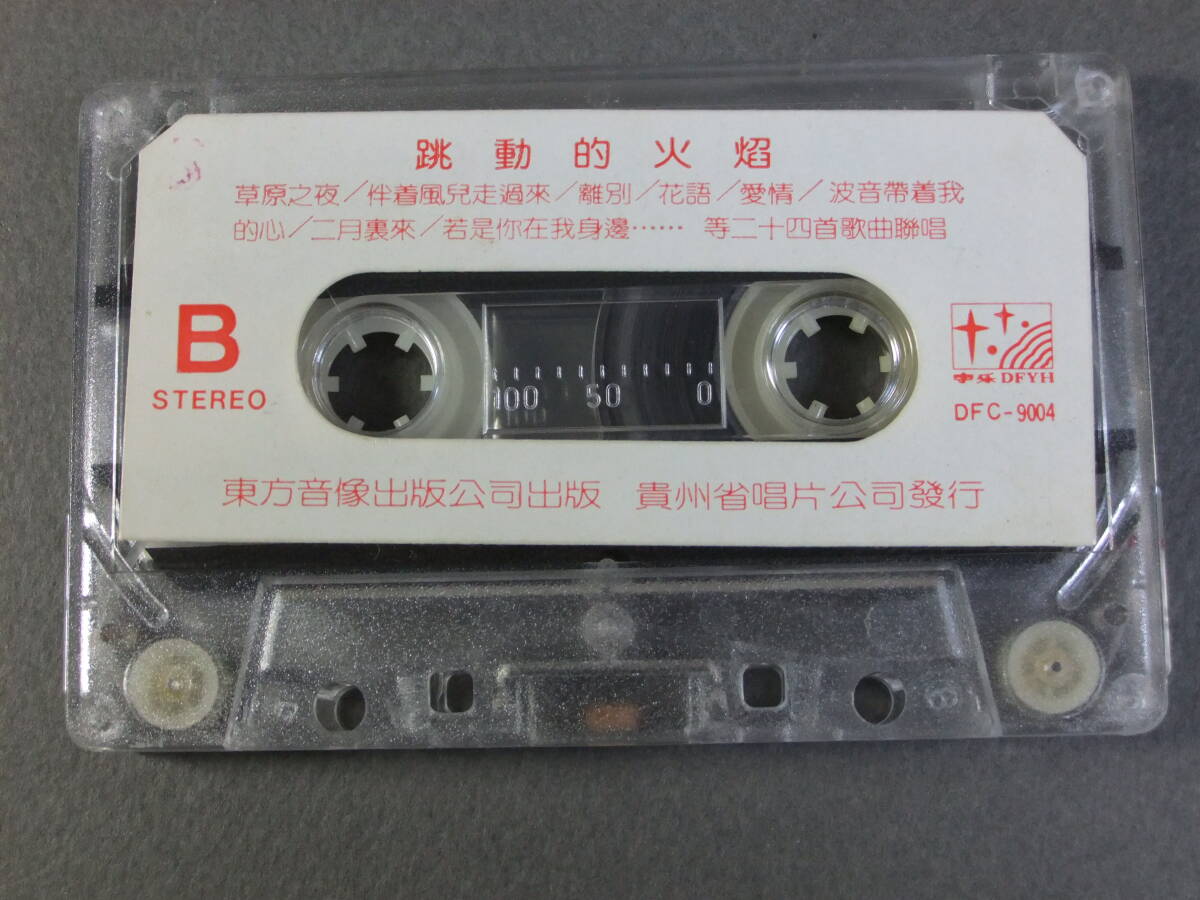 跳動的火焰
草原之夜/伴着風兒走過來/離別/花語/愛情/波音帶着我
的心/二月裏來/若是你在我身邊…… 等二十四首歌曲聯唱
B
STEREO
100 50 0
DFYH
DFC-9004
東方音像出版公司出版 貴州省唱片公司發行